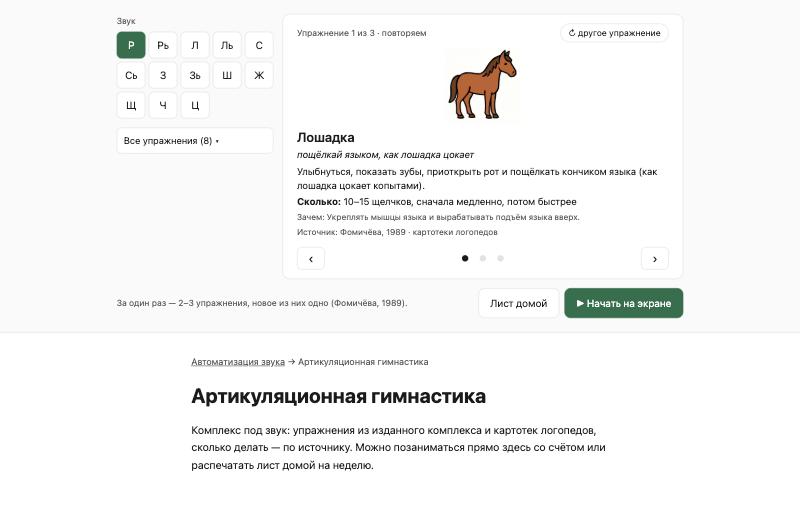 Звук
Р Рь Л Ль С
Сь З Зь Ш Ж
Щ Ч Ц
Все упражнения (8) ▾
Упражнение 1 из 3 · повторяем
↻ другое упражнение
Лошадка
пощёлкай языком, как лошадка цокает
Улыбнуться, показать зубы, приоткрыть рот и пощёлкать кончиком языка (как
лошадка цокает копытами).
Сколько: 10–15 щелчков, сначала медленно, потом быстрее
Зачем: Укреплять мышцы языка и вырабатывать подъём языка вверх.
Источник: Фомичёва, 1989 · картотеки логопедов
‹ ›
За один раз — 2–3 упражнения, новое из них одно (Фомичёва, 1989).
Лист домой
▶ Начать на экране
Автоматизация звука → Артикуляционная гимнастика
Артикуляционная гимнастика
Комплекс под звук: упражнения из изданного комплекса и картотек логопедов,
сколько делать — по источнику. Можно позаниматься прямо здесь со счётом или
распечатать лист домой на неделю.